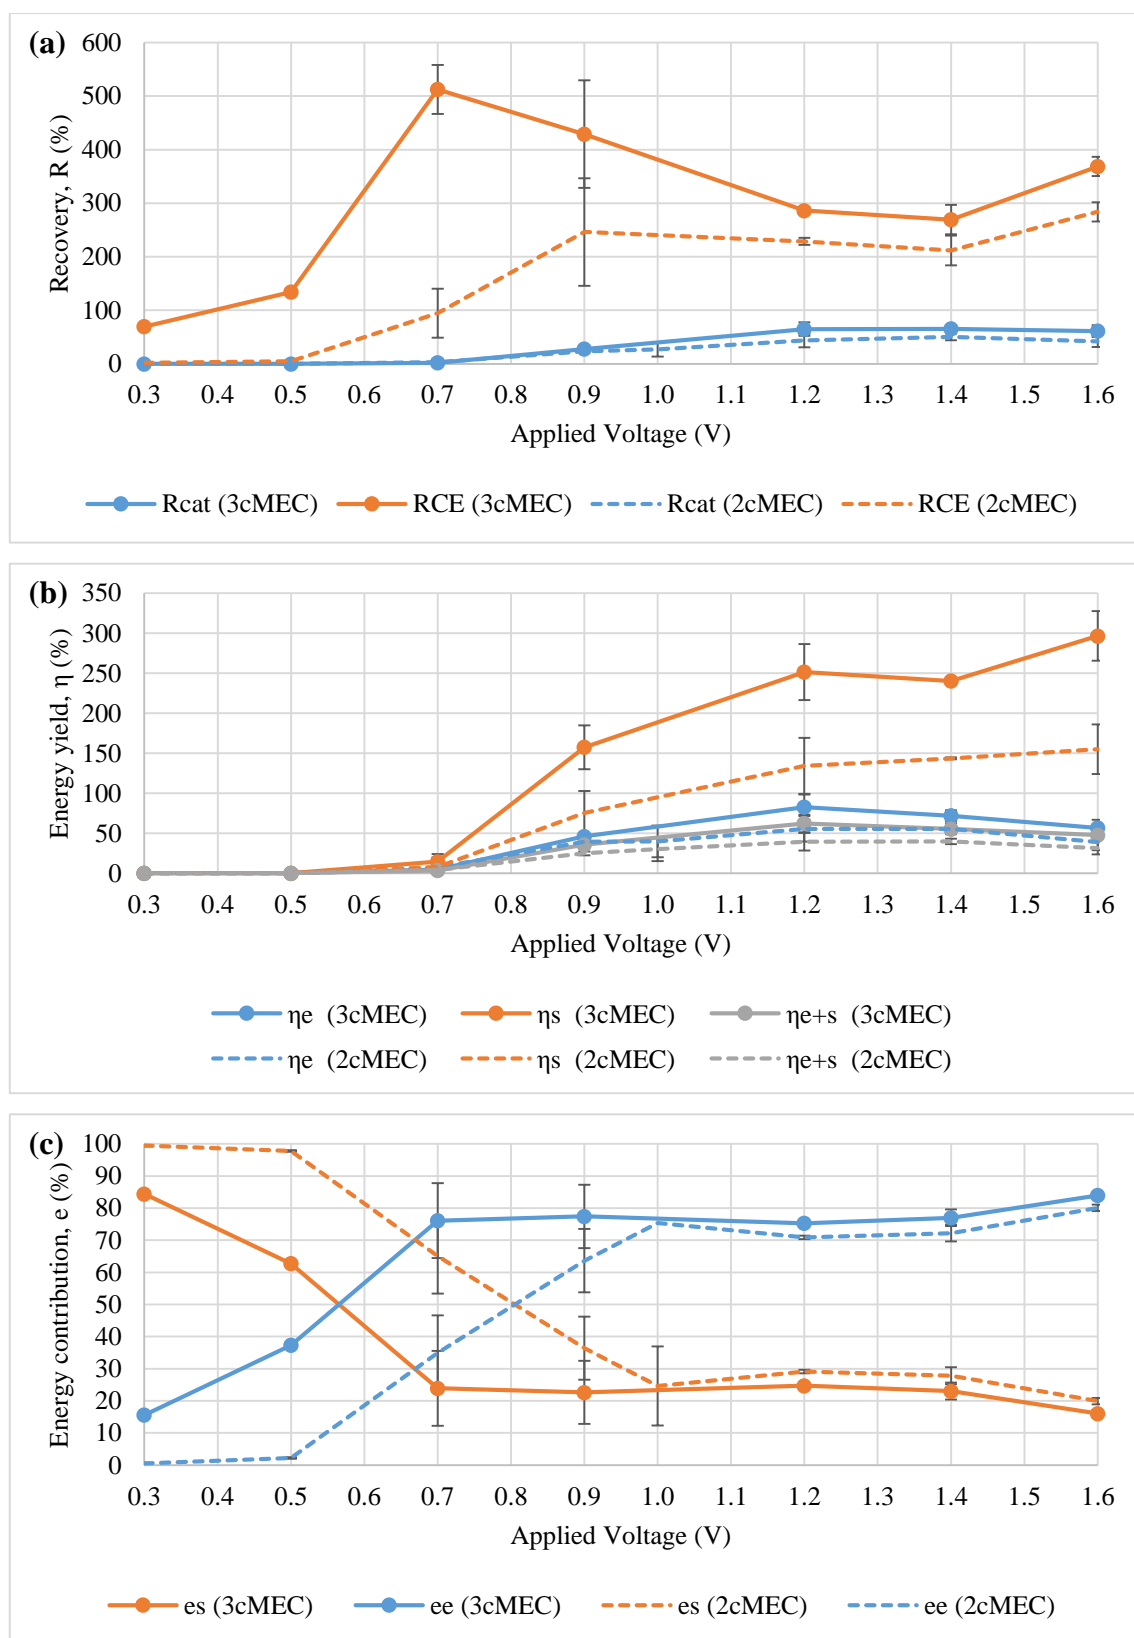 (a)
Recovery, R (%)
600
500
400
300
200
100
0
0.3 0.4 0.5 0.6 0.7 0.8 0.9 1.0 1.1 1.2 1.3 1.4 1.5 1.6
Applied Voltage (V)
Rcat (3cMEC) RCE (3cMEC) Rcat (2cMEC) RCE (2cMEC)
(b)
Energy yield, η (%)
350
300
250
200
150
100
50
0
0.3 0.4 0.5 0.6 0.7 0.8 0.9 1.0 1.1 1.2 1.3 1.4 1.5 1.6
Applied Voltage (V)
ηe (3cMEC) ηs (3cMEC) ηe+s (3cMEC)
ηe (2cMEC) ηs (2cMEC) ηe+s (2cMEC)
(c)
Energy contribution, e (%)
100
90
80
70
60
50
40
30
20
10
0
0.3 0.4 0.5 0.6 0.7 0.8 0.9 1.0 1.1 1.2 1.3 1.4 1.5 1.6
Applied Voltage (V)
es (3cMEC) ee (3cMEC) es (2cMEC) ee (2cMEC)